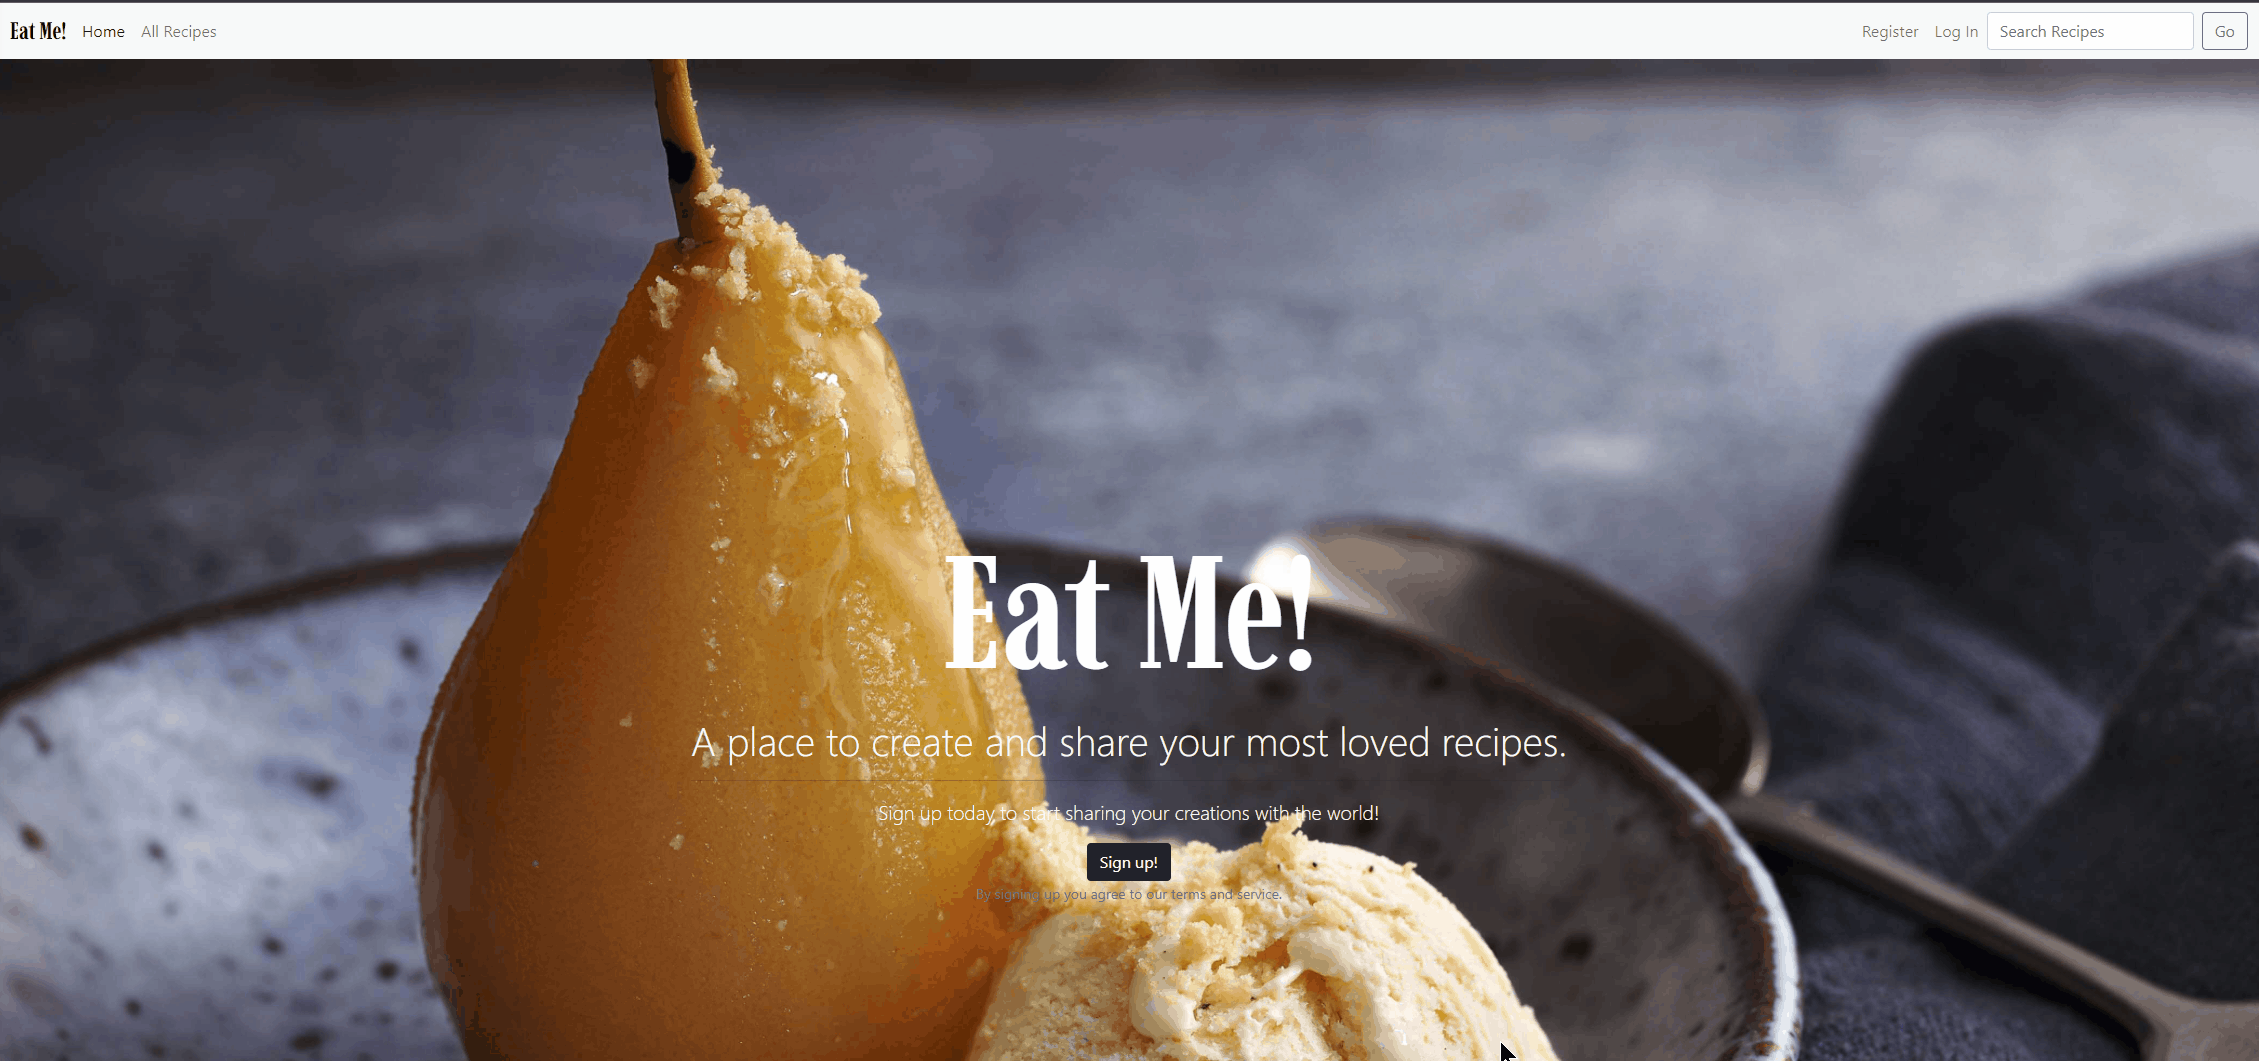 Eat Me! Home All Recipes Register Log In Search Recipes Go
Eat Me!
A place to create and share your most loved recipes.
Sign up today to start sharing your creations with the world!
Sign up!
By signing up you agree to our terms and service.